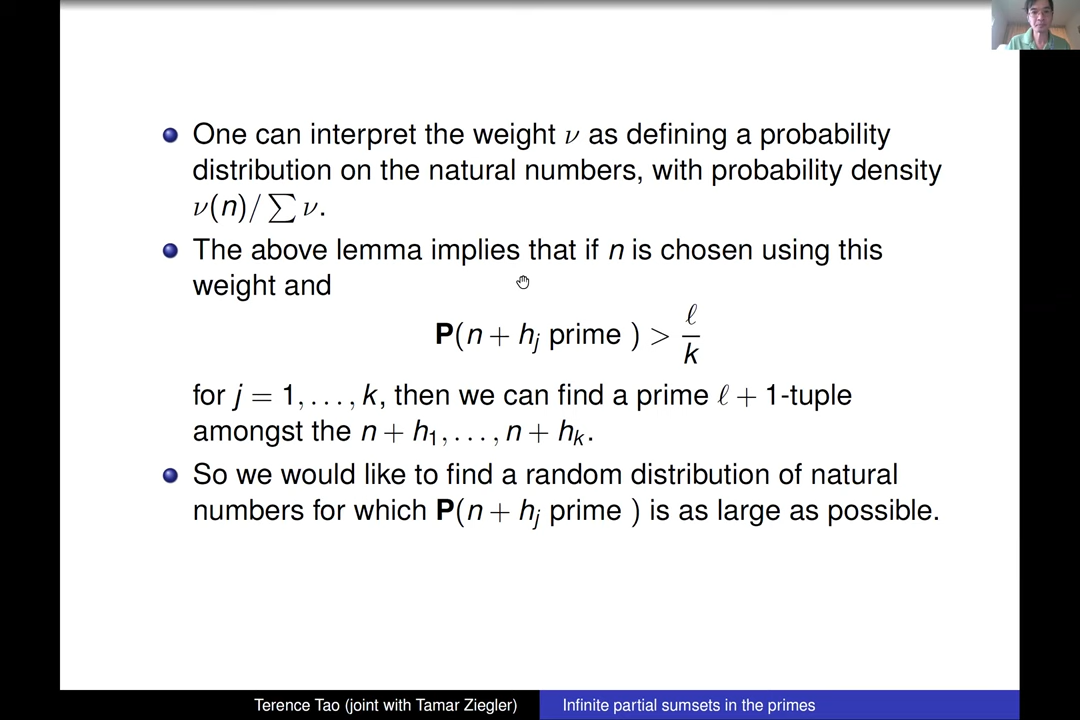 One can interpret the weight ν as defining a probability
distribution on the natural numbers, with probability density
ν(n)/ ∑ ν.
The above lemma implies that if n is chosen using this
weight and
P(n + h_j prime ) > ℓ/k
for j = 1, . . . , k, then we can find a prime ℓ + 1-tuple
amongst the n + h_1, . . . , n + h_k.
So we would like to find a random distribution of natural
numbers for which P(n + h_j prime ) is as large as possible.
Terence Tao (joint with Tamar Ziegler)
Infinite partial sumsets in the primes